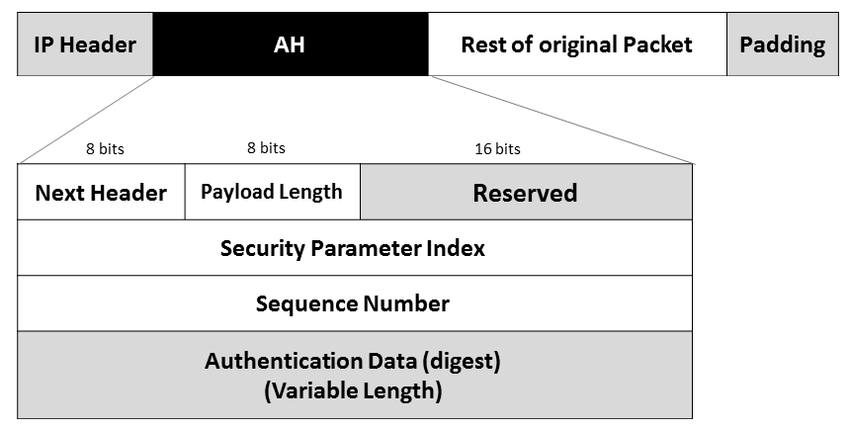 IP Header
AH
Rest of original Packet
Padding
8 bits
8 bits
16 bits
Next Header
Payload Length
Reserved
Security Parameter Index
Sequence Number
Authentication Data (digest)
(Variable Length)